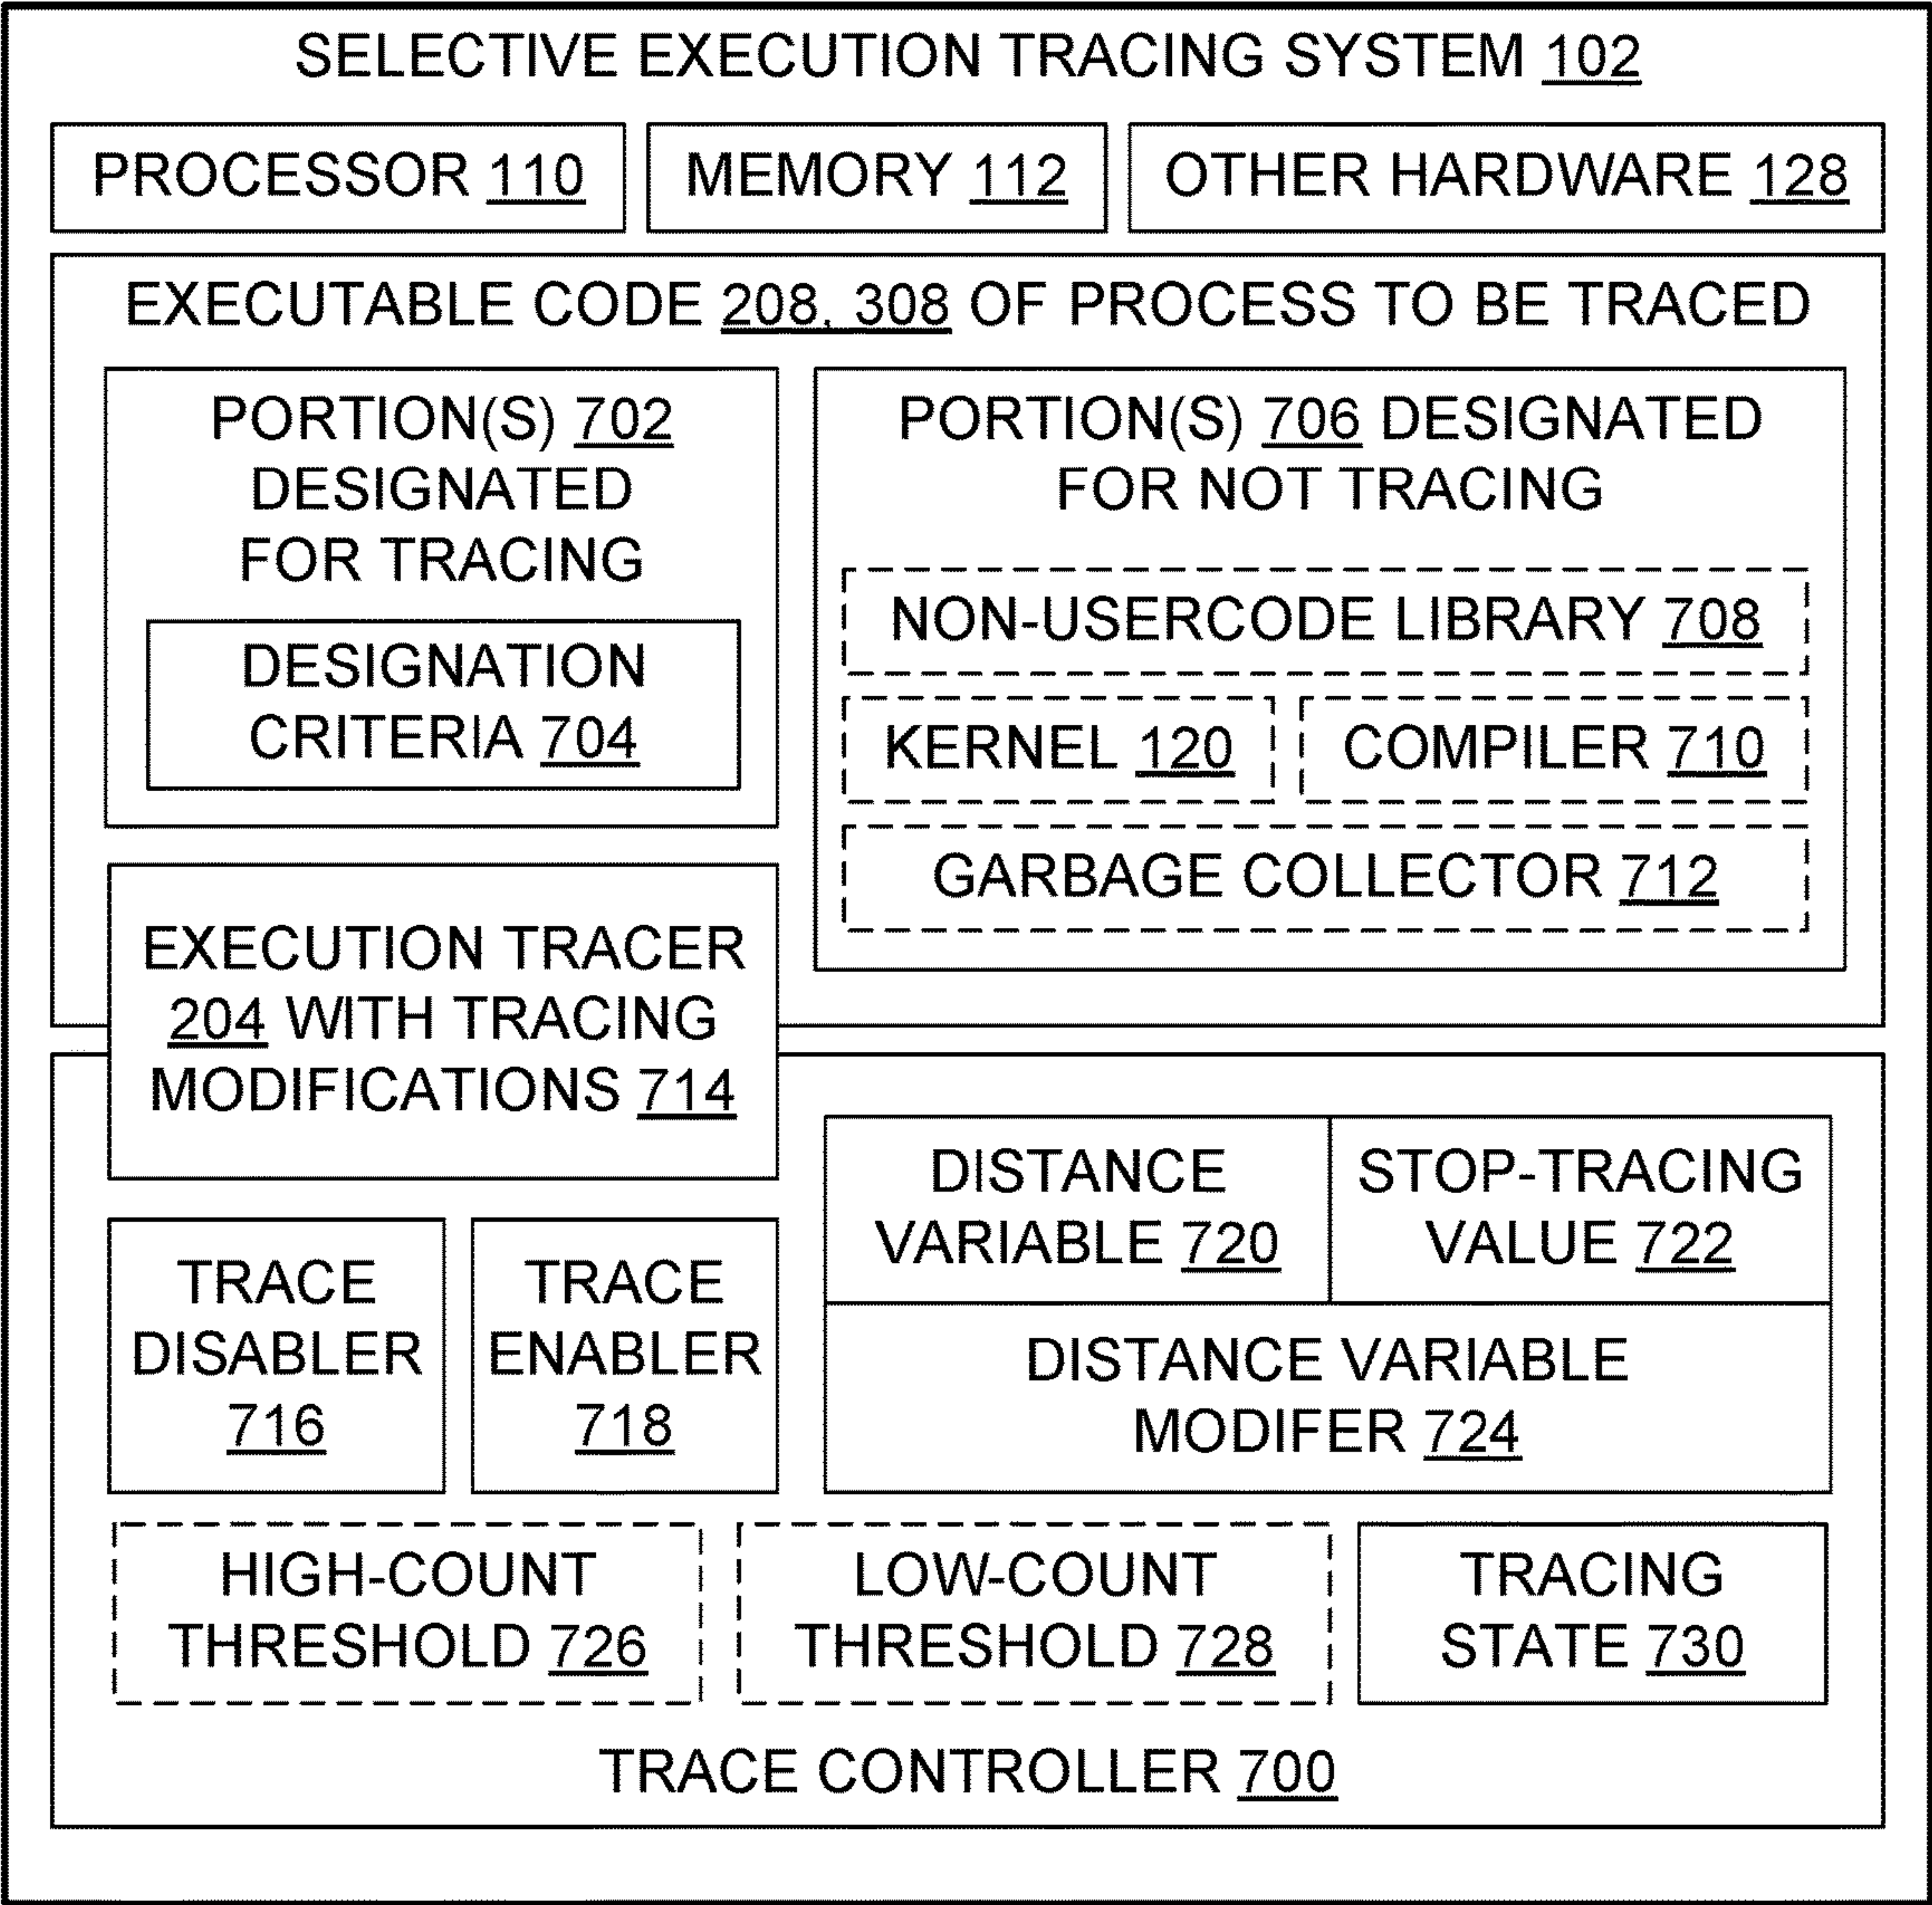 SELECTIVE EXECUTION TRACING SYSTEM 102
PROCESSOR 110
MEMORY 112
OTHER HARDWARE 128
EXECUTABLE CODE 208, 308 OF PROCESS TO BE TRACED
PORTION(S) 702
DESIGNATED
FOR TRACING
DESIGNATION
CRITERIA 704
PORTION(S) 706 DESIGNATED
FOR NOT TRACING
NON-USERCODE LIBRARY 708
KERNEL 120
COMPILER 710
GARBAGE COLLECTOR 712
EXECUTION TRACER
204 WITH TRACING
MODIFICATIONS 714
DISTANCE
VARIABLE 720
STOP-TRACING
VALUE 722
TRACE
DISABLER
716
TRACE
ENABLER
718
DISTANCE VARIABLE
MODIFER 724
HIGH-COUNT
THRESHOLD 726
LOW-COUNT
THRESHOLD 728
TRACING
STATE 730
TRACE CONTROLLER 700